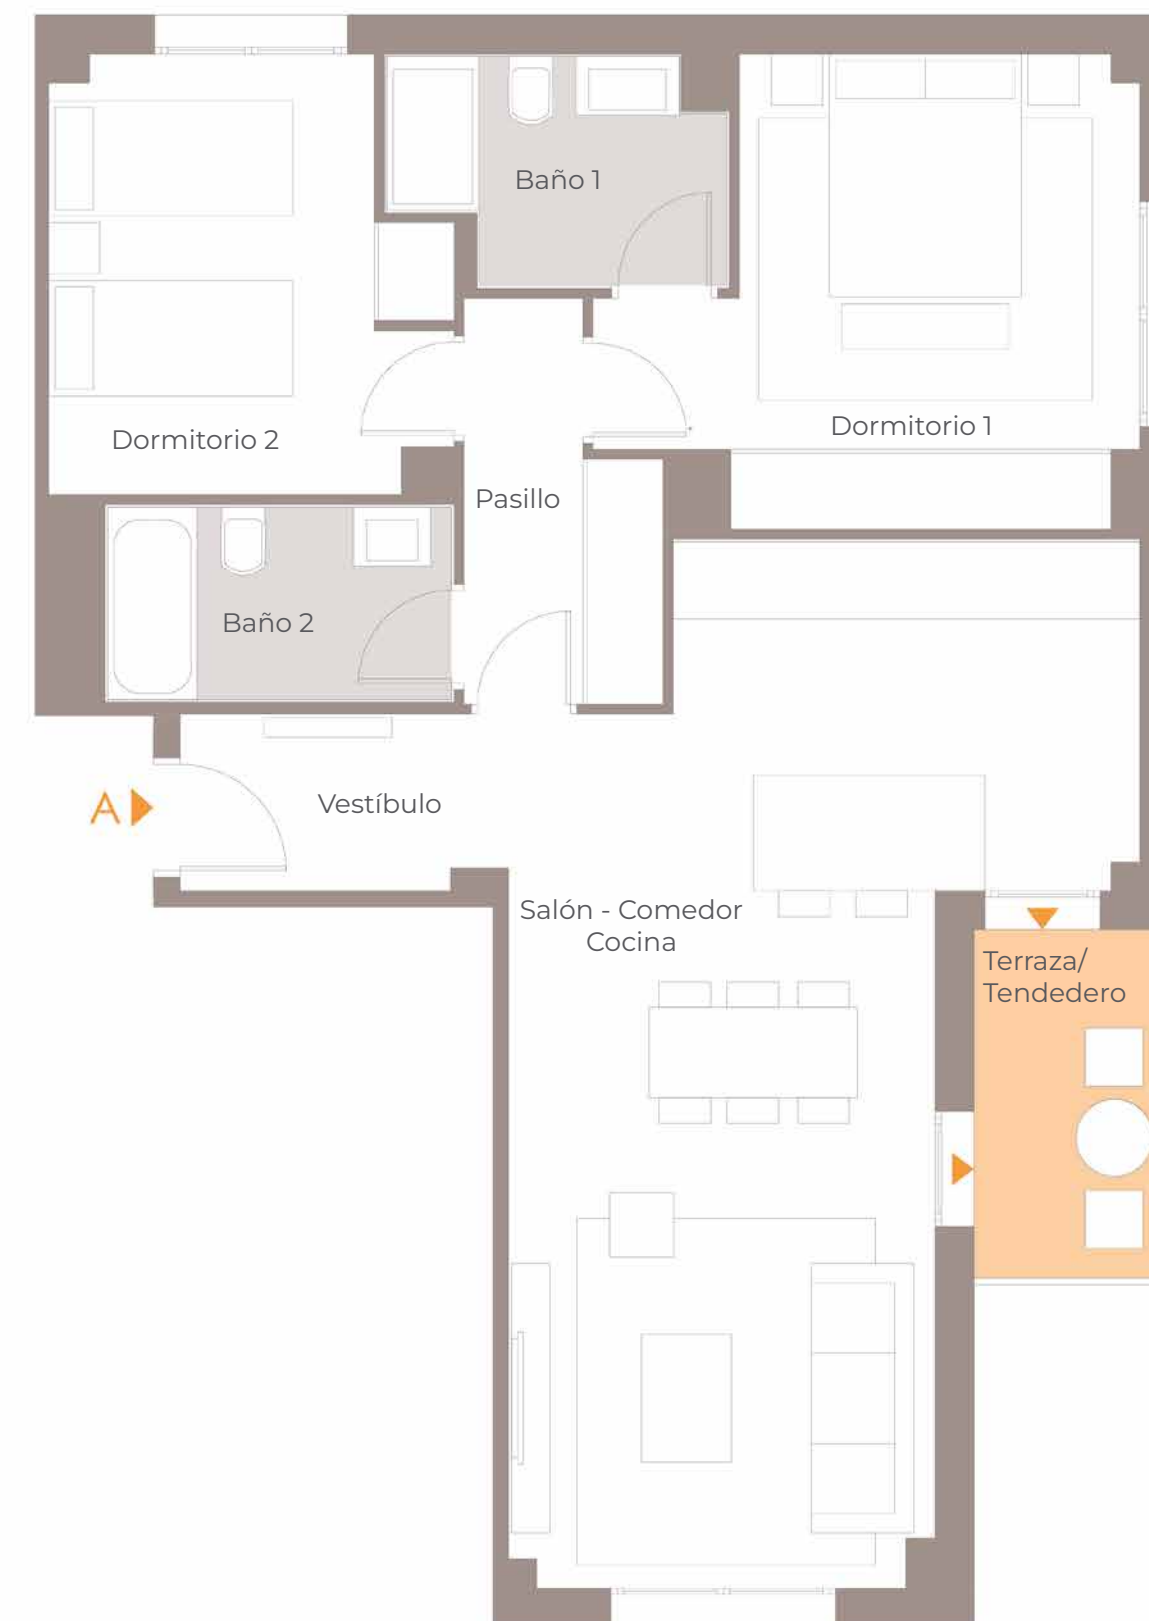 Baño 1
Dormitorio 1
Dormitorio 2
Pasillo
Baño 2
A
Vestíbulo
Salón - Comedor
Cocina
Terraza/
Tendedero